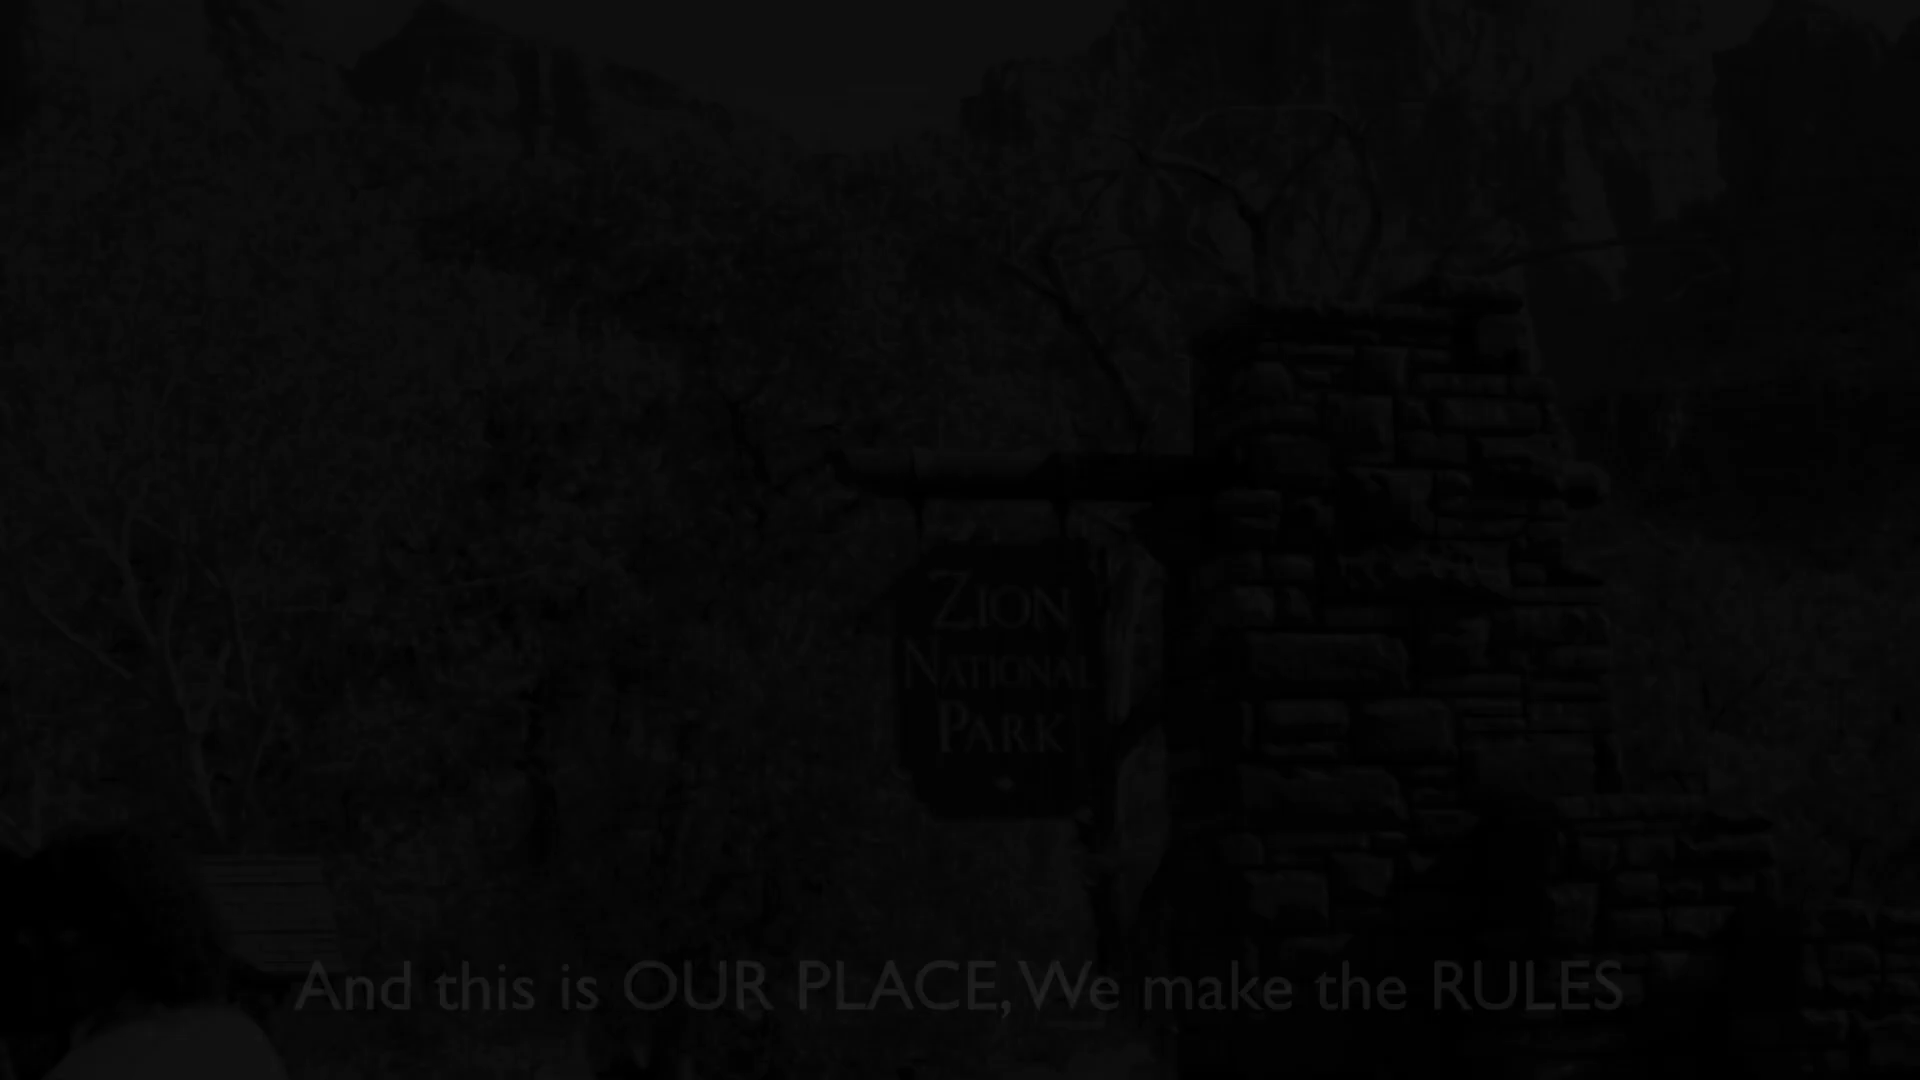 ZION
NATIONAL
PARK
And this is OUR PLACE, We make the RULES